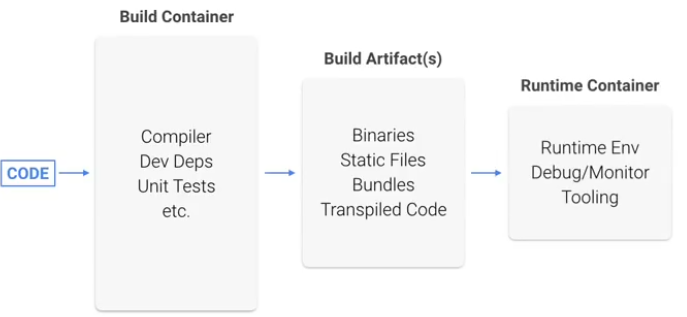 Build Container
Build Artifact(s)
Runtime Container
CODE
Compiler
Dev Deps
Unit Tests
etc.
Binaries
Static Files
Bundles
Transpiled Code
Runtime Env
Debug/Monitor
Tooling